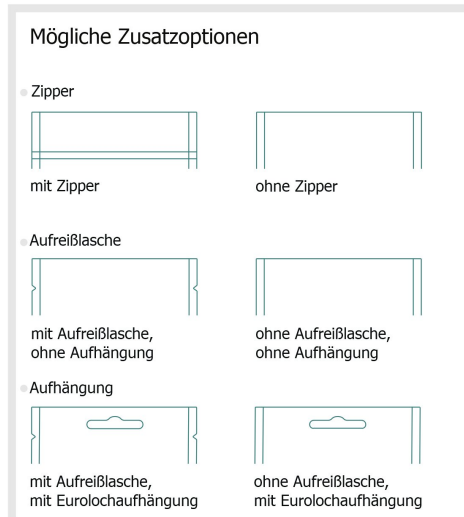 Mögliche Zusatzoptionen
Zipper
mit Zipper
ohne Zipper
Aufreißlasche
mit Aufreißlasche,
ohne Aufhängung
ohne Aufreißlasche,
ohne Aufhängung
Aufhängung
mit Aufreißlasche,
mit Eurolochaufhängung
ohne Aufreißlasche,
mit Eurolochaufhängung